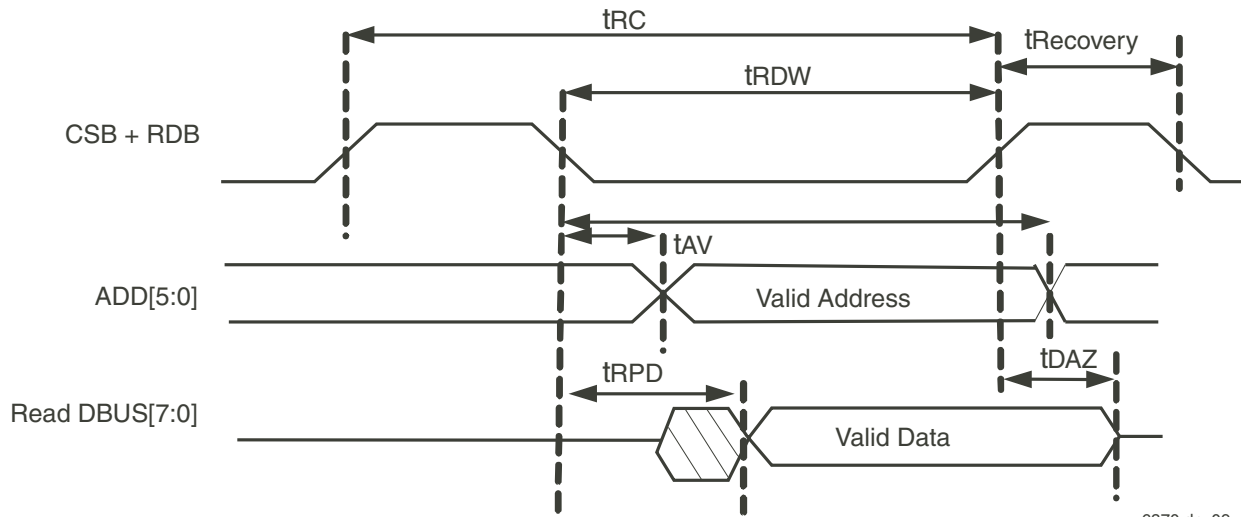 tRC
tRecovery
tRDW
CSB + RDB
tAV
ADD[5:0]
Valid Address
tRPD
tDAZ
Read DBUS[7:0]
Valid Data